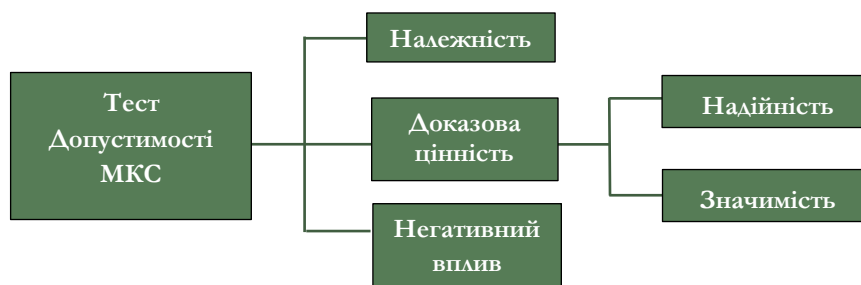 Тест
Допустимості
МКС
Належність
Доказова
цінність
Негативний
вплив
Надійність
Значимість